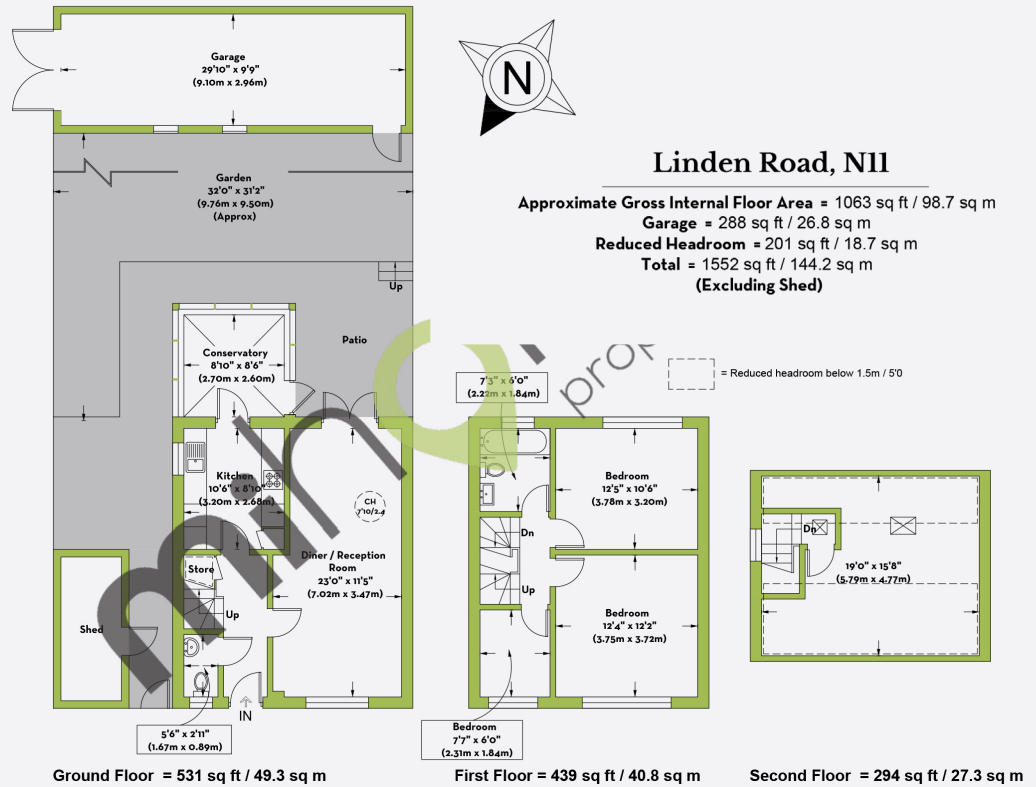 Garage
29'10" x 9'9"
(9.10m x 2.96m)
N
Linden Road, N11
Approximate Gross Internal Floor Area = 1063 sq ft / 98.7 sq m
Garage = 288 sq ft / 26.8 sq m
Reduced Headroom = 201 sq ft / 18.7 sq m
Total = 1552 sq ft / 144.2 sq m
(Excluding Shed)
Garden
32'0" x 31'2"
(9.76m x 9.50m)
(Approx)
Up
Patio
Conservatory
8'10" x 8'6"
(2.70m x 2.60m)
7'3" x 6'0"
(2.22m x 1.84m)
= Reduced headroom below 1.5m / 5'0
Kitchen
10'6" x 8'10"
(3.20m x 2.68m)
CH
7'10/2.4
Diner / Reception
Room
23'0" x 11'5"
(7.02m x 3.47m)
Store
Up
Shed
5'6" x 2'11"
(1.67m x 0.89m)
IN
Bedroom
12'5" x 10'6"
(3.78m x 3.20m)
Dn
Up
Bedroom
12'4" x 12'2"
(3.75m x 3.72m)
Bedroom
7'7" x 6'0"
(2.31m x 1.84m)
Dn
19'0" x 15'8"
(5.79m x 4.77m)
Ground Floor = 531 sq ft / 49.3 sq m
First Floor = 439 sq ft / 40.8 sq m
Second Floor = 294 sq ft / 27.3 sq m